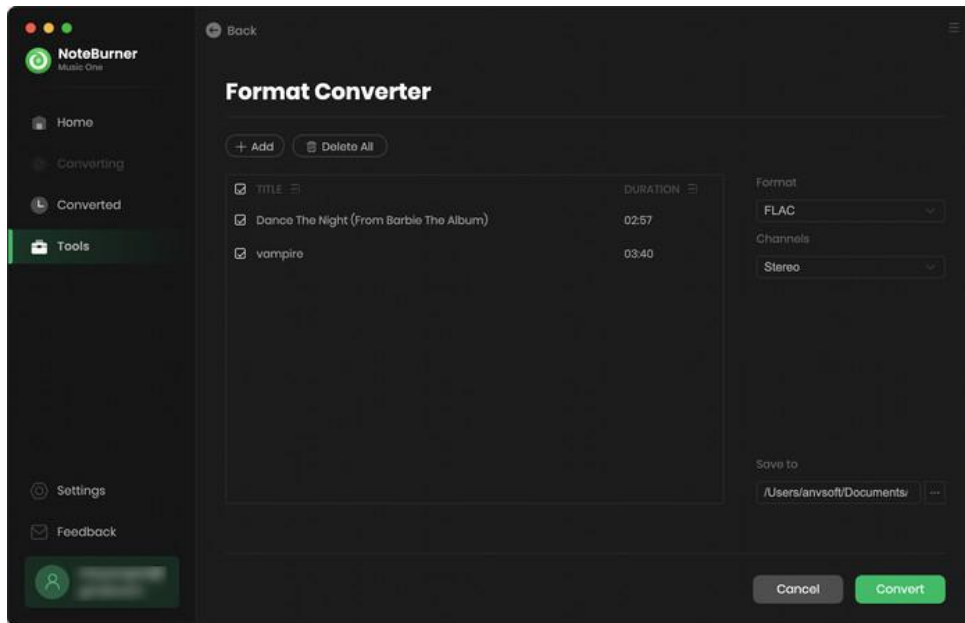 NoteBurner
Music One
Back
Format Converter
Home
Converting
Converted
Tools
Settings
Feedback
+ Add
Delete All
TITLE DURATION
Dance The Night (From Barbie The Album) 02:57
vampire 03:40
Format
FLAC
Channels
Stereo
Save to
/Users/anvsoft/Documents/ ...
Cancel Convert